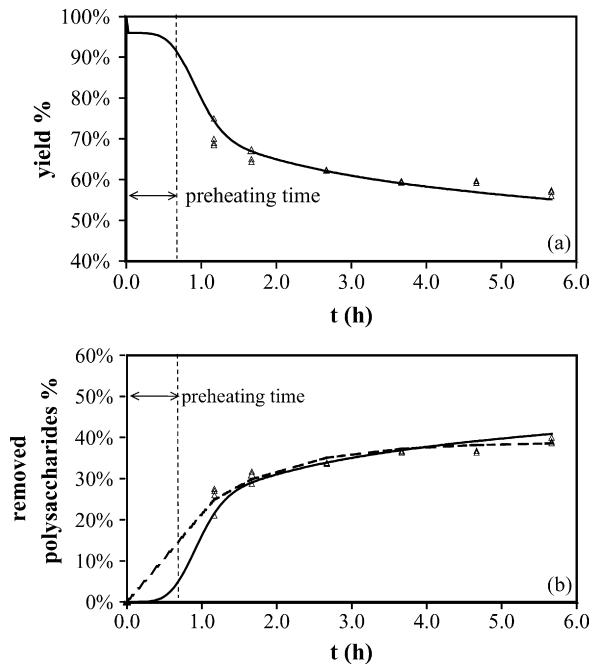 100%
90%
80%
70%
60%
50%
40%
yield %
preheating time
(a)
0.0 1.0 2.0 3.0 4.0 5.0 6.0
t (h)
60%
50%
40%
30%
20%
10%
0%
removed
polysaccharides %
preheating time
(b)
0.0 1.0 2.0 3.0 4.0 5.0 6.0
t (h)